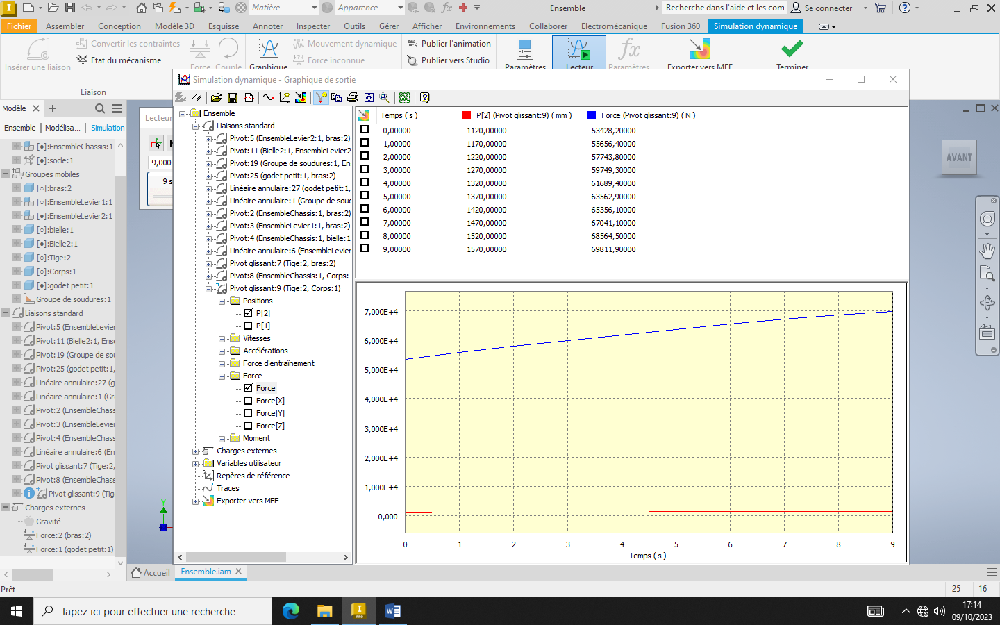 Matière
Apparence
Ensemble
Recherche dans l'aide et les com
Se connecter
Fichier
Assembler
Conception
Modèle 3D
Esquisse
Annoter
Inspecter
Outils
Gérer
Afficher
Environnements
Collaborer
Electromécanique
Fusion 360
Simulation dynamique
Insérer une liaison
Convertir les contraintes
Etat du mécanisme
Liaison
Force
Couple
Graphique
Mouvement dynamique
Force inconnue
Publier l'animation
Publier vers Studio
Paramètres
Lecteur
Paramètres
Exporter vers MEF
Terminer
Simulation dynamique - Graphique de sortie
Modèle
Ensemble
Modélisa...
Simulation
[●]:EnsembleChassis:1
[●]:socle:1
Groupes mobiles
[○]:bras:2
[○]:EnsembleLevier1:1
[●]:EnsembleLevier2:1
[○]:bielle:1
[●]:Bielle2:1
[○]:Tige:2
[○]:Corps:1
[●]:godet petit:1
Groupe de soudures:1
Liaisons standard
Pivot:5 (EnsembleLevier
Pivot:11 (Bielle2:1, Ense
Pivot:19 (Groupe de sou
Pivot:25 (godet petit:1,
Linéaire annulaire:27 (g
Linéaire annulaire:1 (Gr
Pivot:2 (EnsembleChass
Pivot:3 (EnsembleLevier
Pivot:4 (EnsembleChass
Linéaire annulaire:6 (En
Pivot glissant:7 (Tige:2,
Pivot:8 (EnsembleChass
Pivot glissant:9 (Tig
Charges externes
Gravité
Force:2 (bras:2)
Force:1 (godet petit:1)
Lecteur
9,000
9 s
Y
Ensemble
Liaisons standard
Pivot:5 (EnsembleLevier2:1, bras:2)
Pivot:11 (Bielle2:1, EnsembleLevier2
Pivot:19 (Groupe de soudures:1, Ens
Pivot:25 (godet petit:1, bras:2)
Linéaire annulaire:27 (godet petit:1,
Linéaire annulaire:1 (Groupe de soud
Pivot:2 (EnsembleChassis:1, bras:2)
Pivot:3 (EnsembleLevier1:1, bras:2)
Pivot:4 (EnsembleChassis:1, bielle:1)
Linéaire annulaire:6 (EnsembleLevier
Pivot glissant:7 (Tige:2, bras:2)
Pivot:8 (EnsembleChassis:1, Corps:1
Pivot glissant:9 (Tige:2, Corps:1)
Positions
P[2]
P[1]
Vitesses
Accélérations
Force d'entraînement
Force
Force
Force[X]
Force[Y]
Force[Z]
Moment
Charges externes
Variables utilisateur
Repères de référence
Traces
Exporter vers MEF
Temps ( s ) P[2] (Pivot glissant:9) ( mm ) Force (Pivot glissant:9) ( N )
0,00000 1120,00000 53428,20000
1,00000 1170,00000 55656,40000
2,00000 1220,00000 57743,80000
3,00000 1270,00000 59749,30000
4,00000 1320,00000 61689,40000
5,00000 1370,00000 63562,90000
6,00000 1420,00000 65356,10000
7,00000 1470,00000 67041,10000
8,00000 1520,00000 68564,50000
9,00000 1570,00000 69811,90000
7,000E+4
6,000E+4
5,000E+4
4,000E+4
3,000E+4
2,000E+4
1,000E+4
0,000
0 1 2 3 4 5 6 7 8 9
Temps ( s )
AVANT
Accueil
Ensemble.iam
Prêt
25 16
Tapez ici pour effectuer une recherche
PRO
17:14
09/10/2023